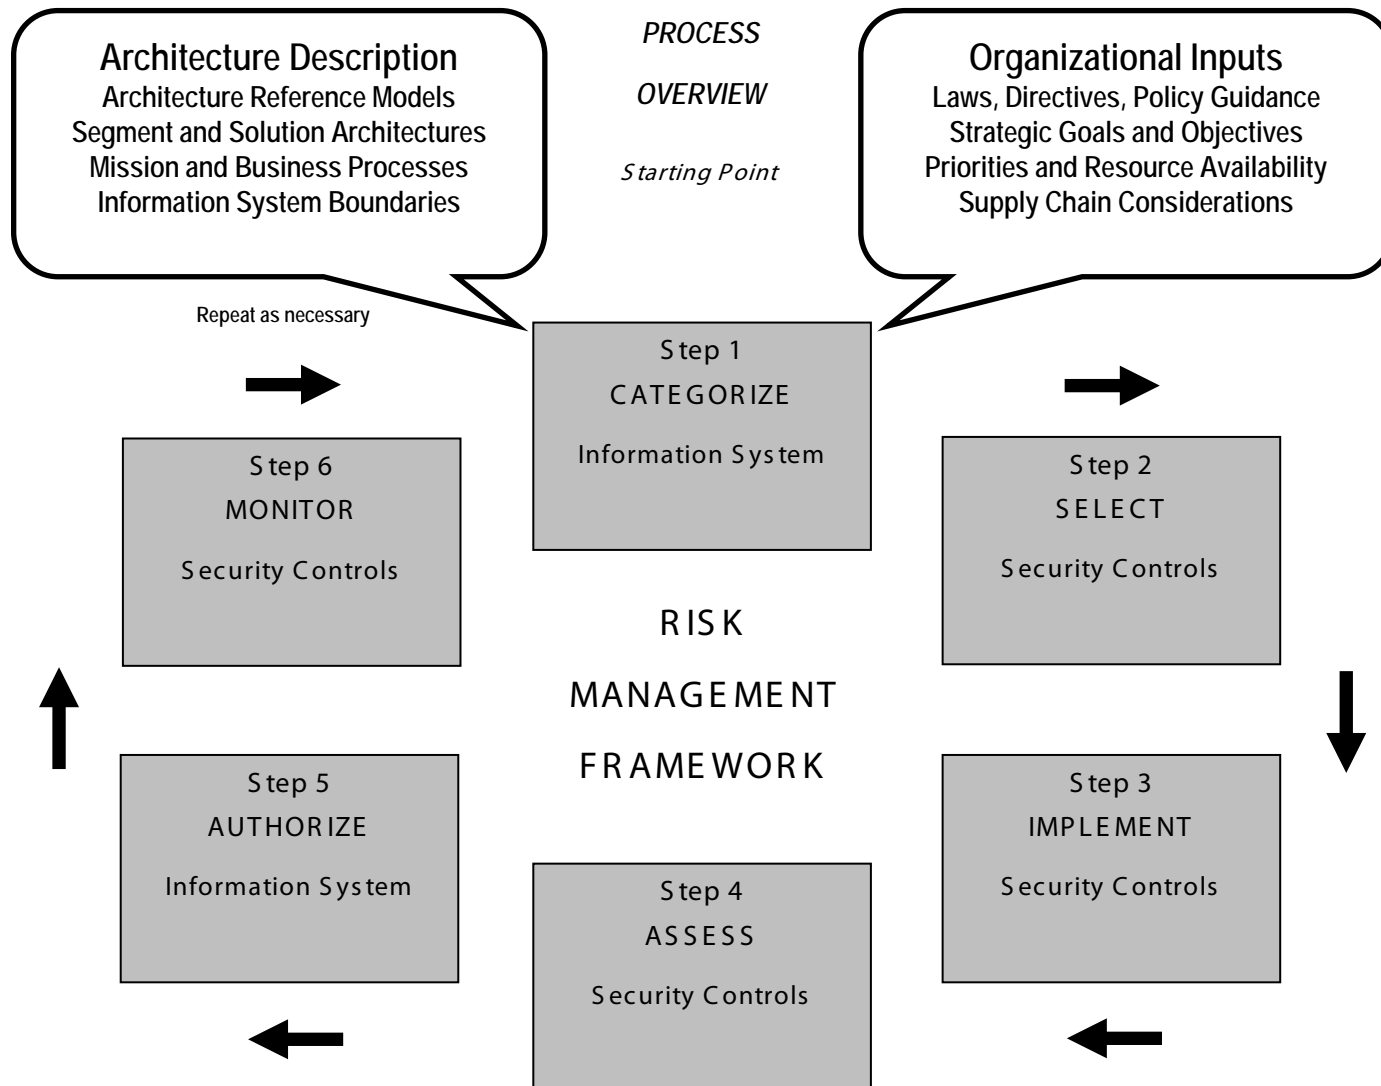 Architecture Description
Architecture Reference Models
Segment and Solution Architectures
Mission and Business Processes
Information System Boundaries
PROCESS
OVERVIEW
Starting Point
Organizational Inputs
Laws, Directives, Policy Guidance
Strategic Goals and Objectives
Priorities and Resource Availability
Supply Chain Considerations
Repeat as necessary
Step 1
CATEGORIZE
Information System
Step 2
SELECT
Security Controls
Step 3
IMPLEMENT
Security Controls
Step 4
ASSESS
Security Controls
Step 5
AUTHORIZE
Information System
Step 6
MONITOR
Security Controls
RISK
MANAGEMENT
FRAMEWORK